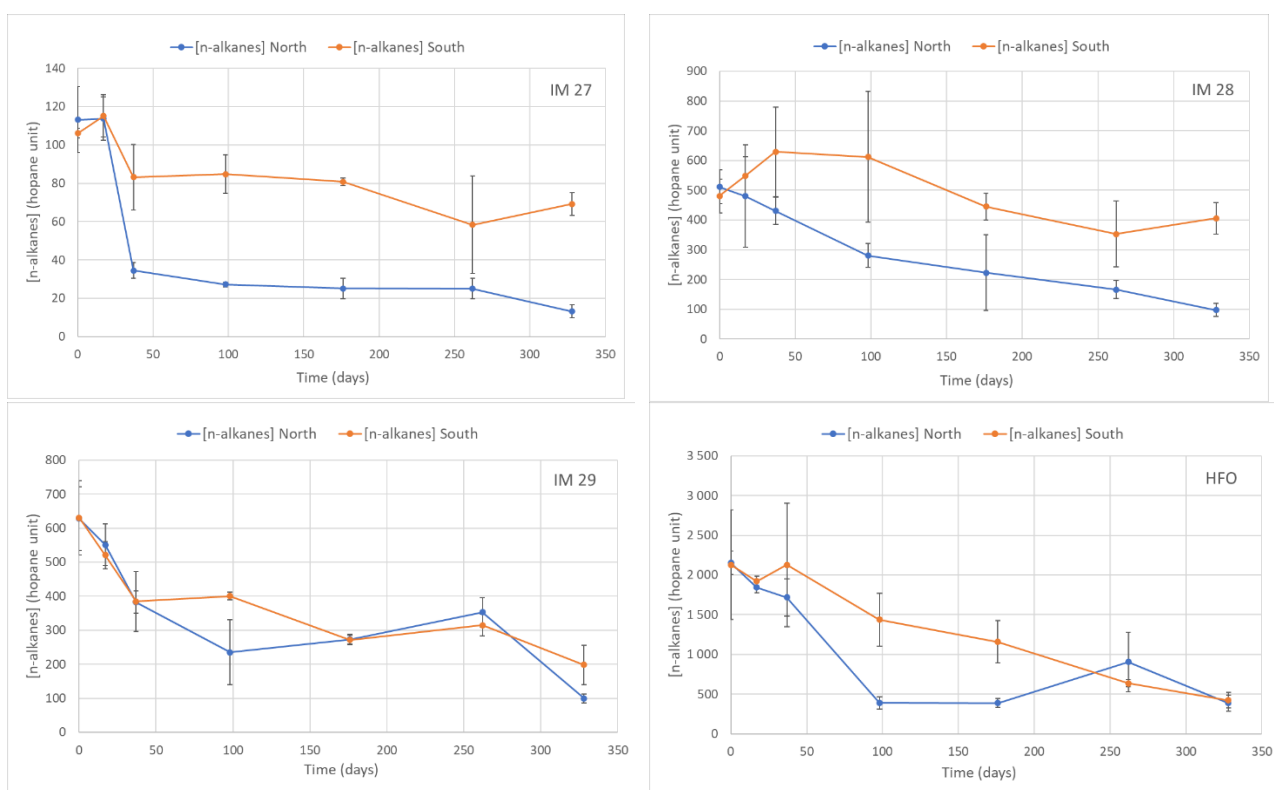 [n-alkanes] North [n-alkanes] South
IM 27
[n-alkanes] (hopane unit)
140
120
100
80
60
40
20
0
0 50 100 150 200 250 300 350
Time (days)
[n-alkanes] North [n-alkanes] South
IM 28
[n-alkanes] (hopane unit)
900
800
700
600
500
400
300
200
100
0
0 50 100 150 200 250 300 350
Time (days)
[n-alkanes] North [n-alkanes] South
IM 29
[n-alkanes] (hopane unit)
800
700
600
500
400
300
200
100
0
0 50 100 150 200 250 300 350
Time (days)
[n-alkanes] North [n-alkanes] South
HFO
[n-alkanes] (hopane unit)
3 500
3 000
2 500
2 000
1 500
1 000
500
0
0 50 100 150 200 250 300 350
Time (days)